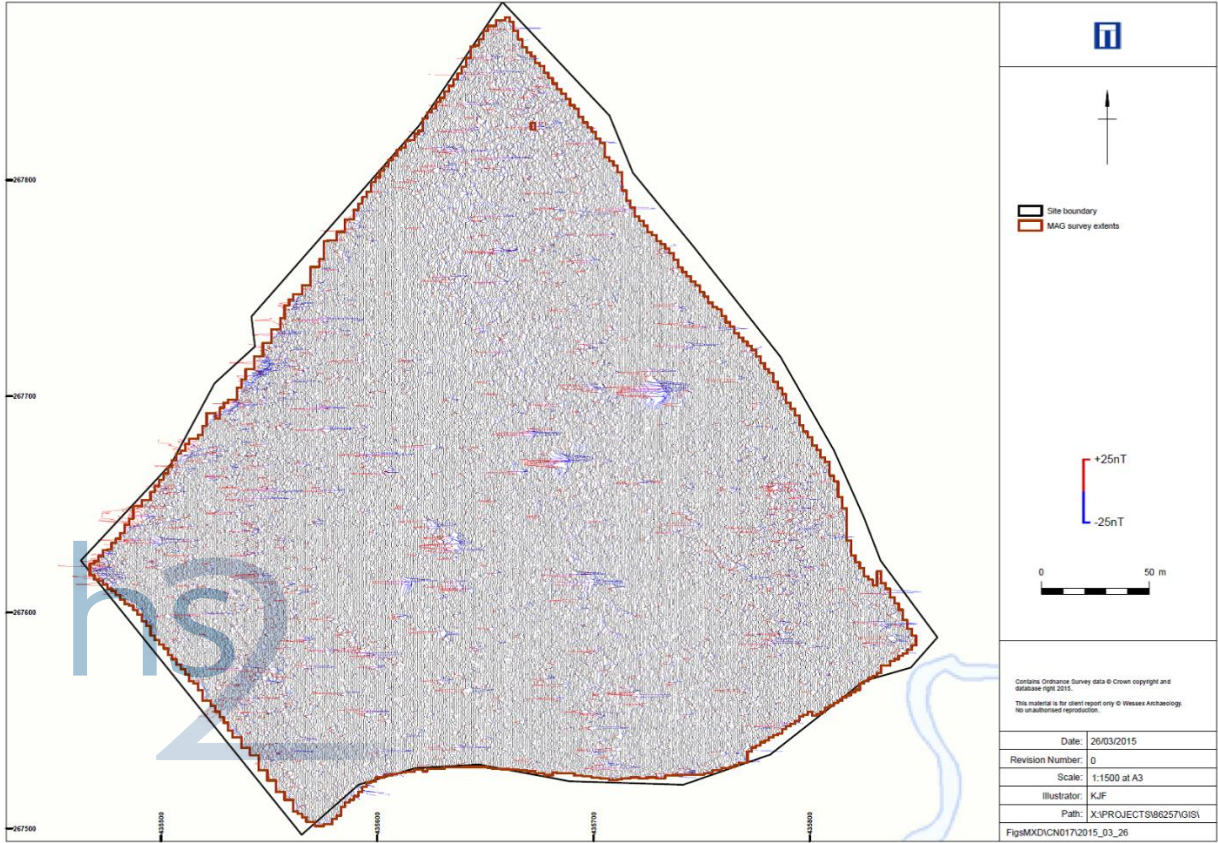 267800
267700
267600
267500
435500
435600
435700
435800
hs2
Site boundary
MAG survey extents
+25nT
-25nT
0 50 m
Contains Ordnance Survey data © Crown copyright and
database right 2015.
This material is for client report only © Wessex Archaeology.
No unauthorised reproduction.
Date: 26/03/2015
Revision Number: 0
Scale: 1:1500 at A3
Illustrator: KJF
Path: X:\PROJECTS\86257\GIS\
FigsMXD\CN017\2015_03_26